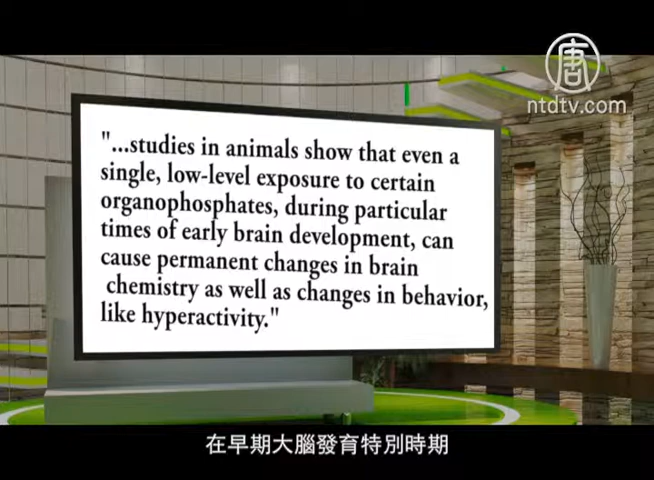 唐
ntdtv.com
"...studies in animals show that even a
single, low-level exposure to certain
organophosphates, during particular
times of early brain development, can
cause permanent changes in brain
chemistry as well as changes in behavior,
like hyperactivity."
在早期大腦發育特別時期